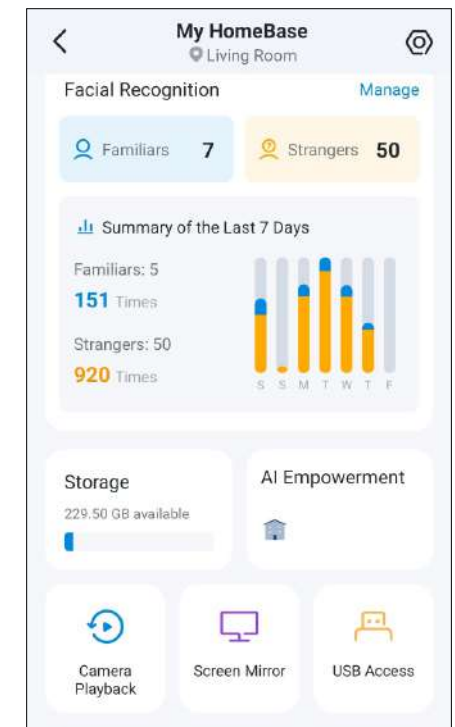 My HomeBase
Living Room
Facial Recognition
Manage
Familiars 7
Strangers 50
Summary of the Last 7 Days
Familiars: 5
151 Times
Strangers: 50
920 Times
S S M T W T F
Storage
229.50 GB available
AI Empowerment
Camera Playback
Screen Mirror
USB Access